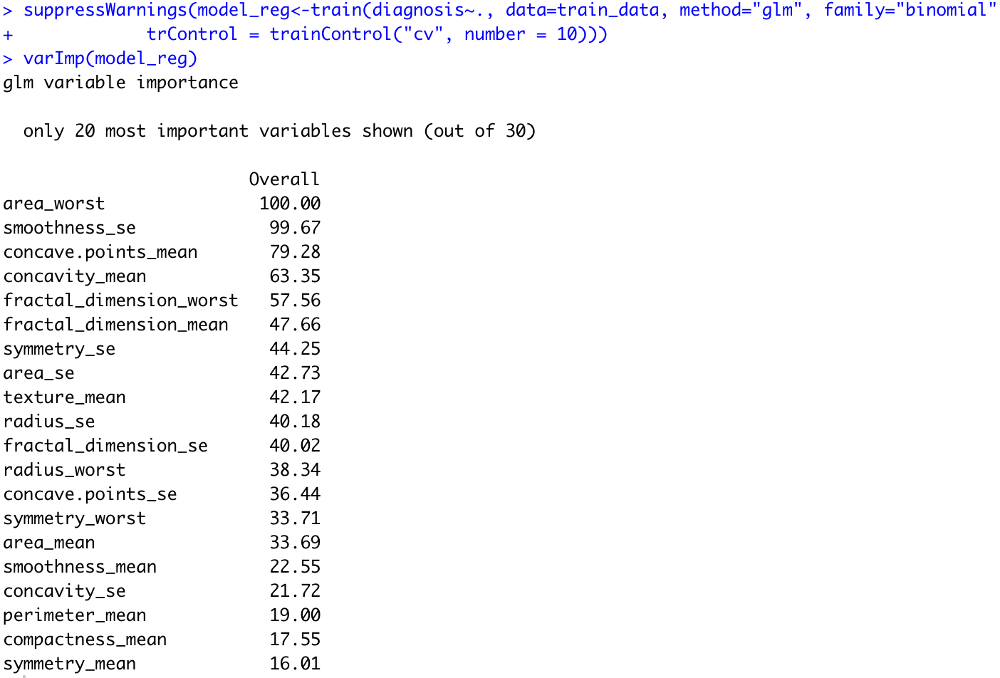 > suppressWarnings(model_reg<-train(diagnosis~., data=train_data, method="glm", family="binomial"
+             trControl = trainControl("cv", number = 10)))
> varImp(model_reg)
glm variable importance

  only 20 most important variables shown (out of 30)

                        Overall
area_worst               100.00
smoothness_se             99.67
concave.points_mean       79.28
concavity_mean            63.35
fractal_dimension_worst   57.56
fractal_dimension_mean    47.66
symmetry_se               44.25
area_se                   42.73
texture_mean              42.17
radius_se                 40.18
fractal_dimension_se      40.02
radius_worst              38.34
concave.points_se         36.44
symmetry_worst            33.71
area_mean                 33.69
smoothness_mean           22.55
concavity_se              21.72
perimeter_mean            19.00
compactness_mean          17.55
symmetry_mean             16.01